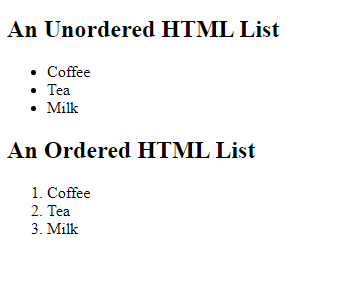 An Unordered HTML List
• Coffee
• Tea
• Milk
An Ordered HTML List
1. Coffee
2. Tea
3. Milk